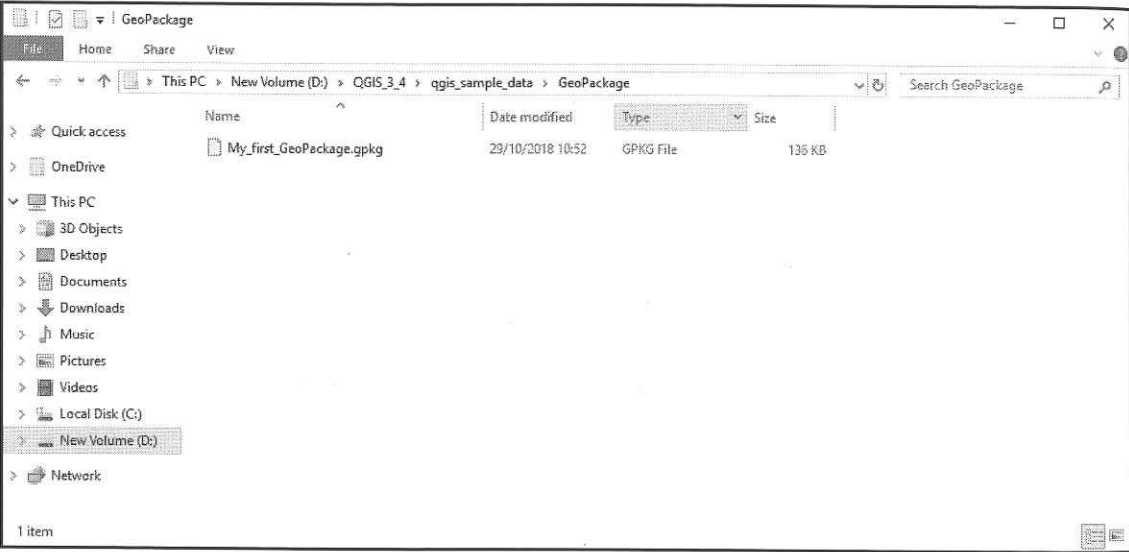 GeoPackage
File Home Share View
This PC > New Volume (D:) > QGIS_3_4 > qgis_sample_data > GeoPackage
Search GeoPackage
Name Date modified Type Size
My_first_GeoPackage.gpkg 29/10/2018 10:52 GPKG File 136 KB
Quick access
OneDrive
This PC
3D Objects
Desktop
Documents
Downloads
Music
Pictures
Videos
Local Disk (C:)
New Volume (D:)
Network
1 item